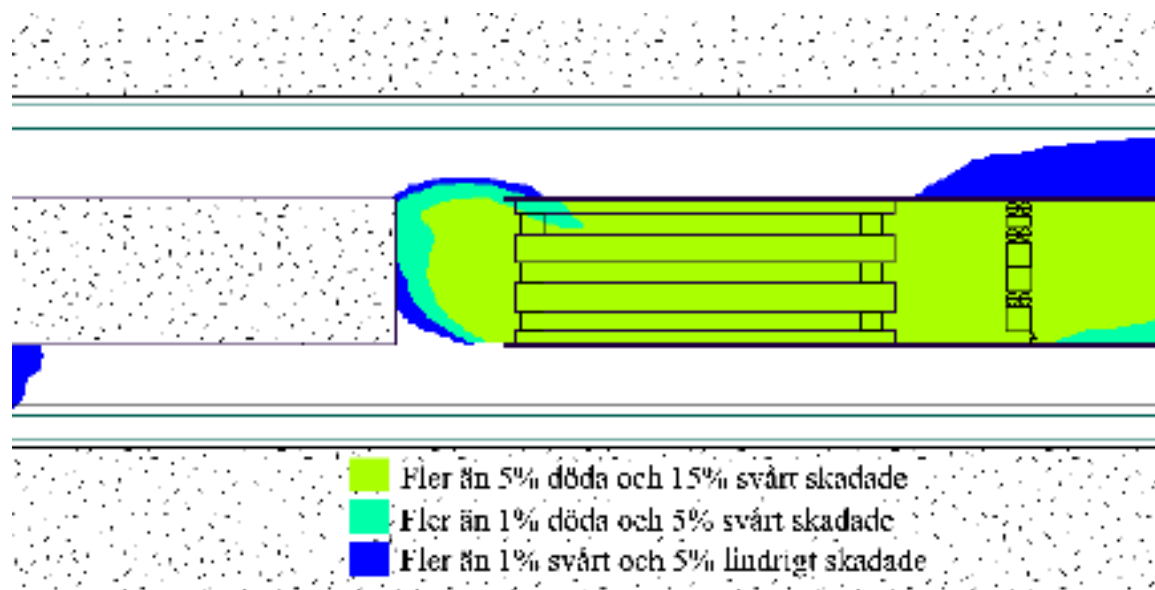 Fler än 5% döda och 15% svårt skadade
Fler än 1% döda och 5% svårt skadade
Fler än 1% svårt och 5% lindrigt skadade